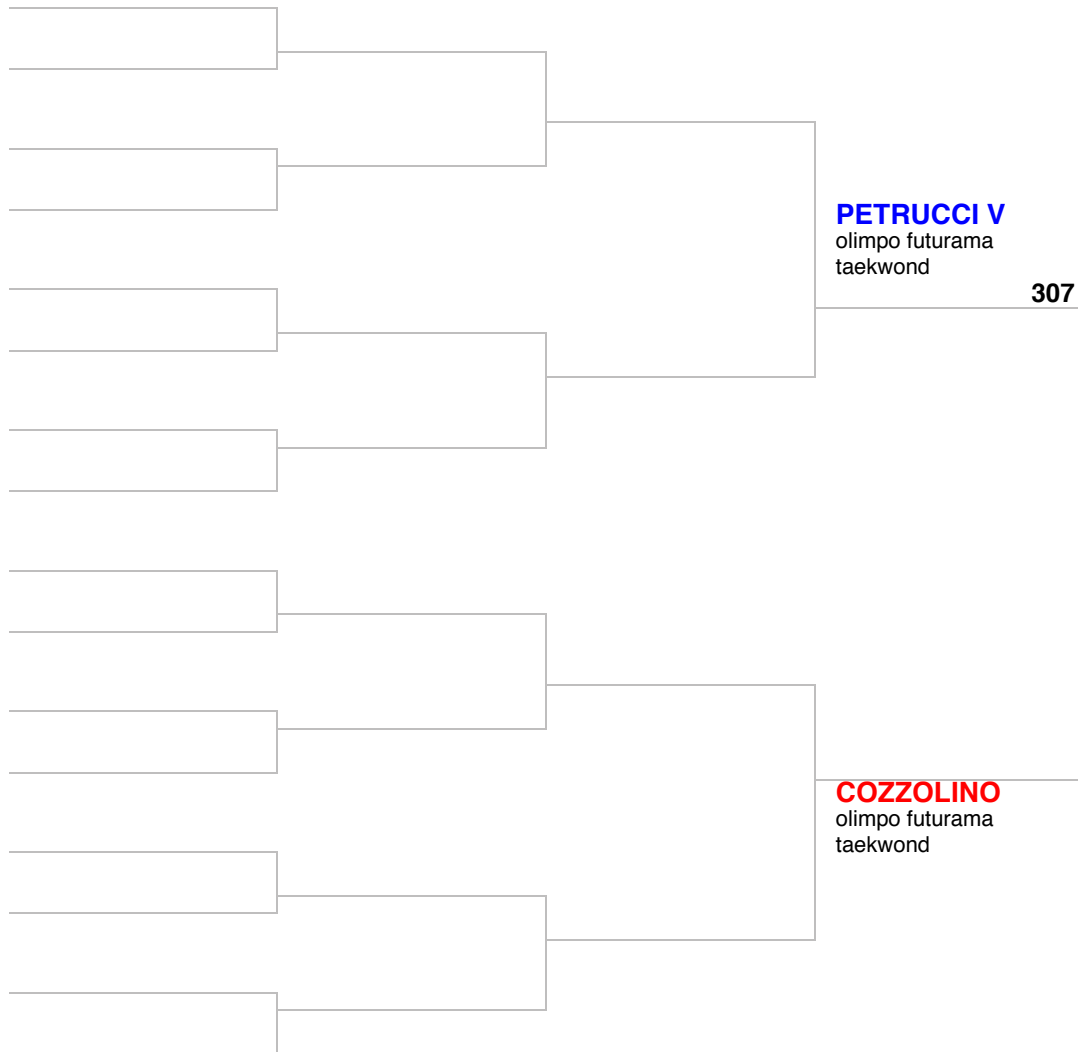 PETRUCCI V
olimpo futurama
taekwond
307
COZZOLINO
olimpo futurama
taekwond